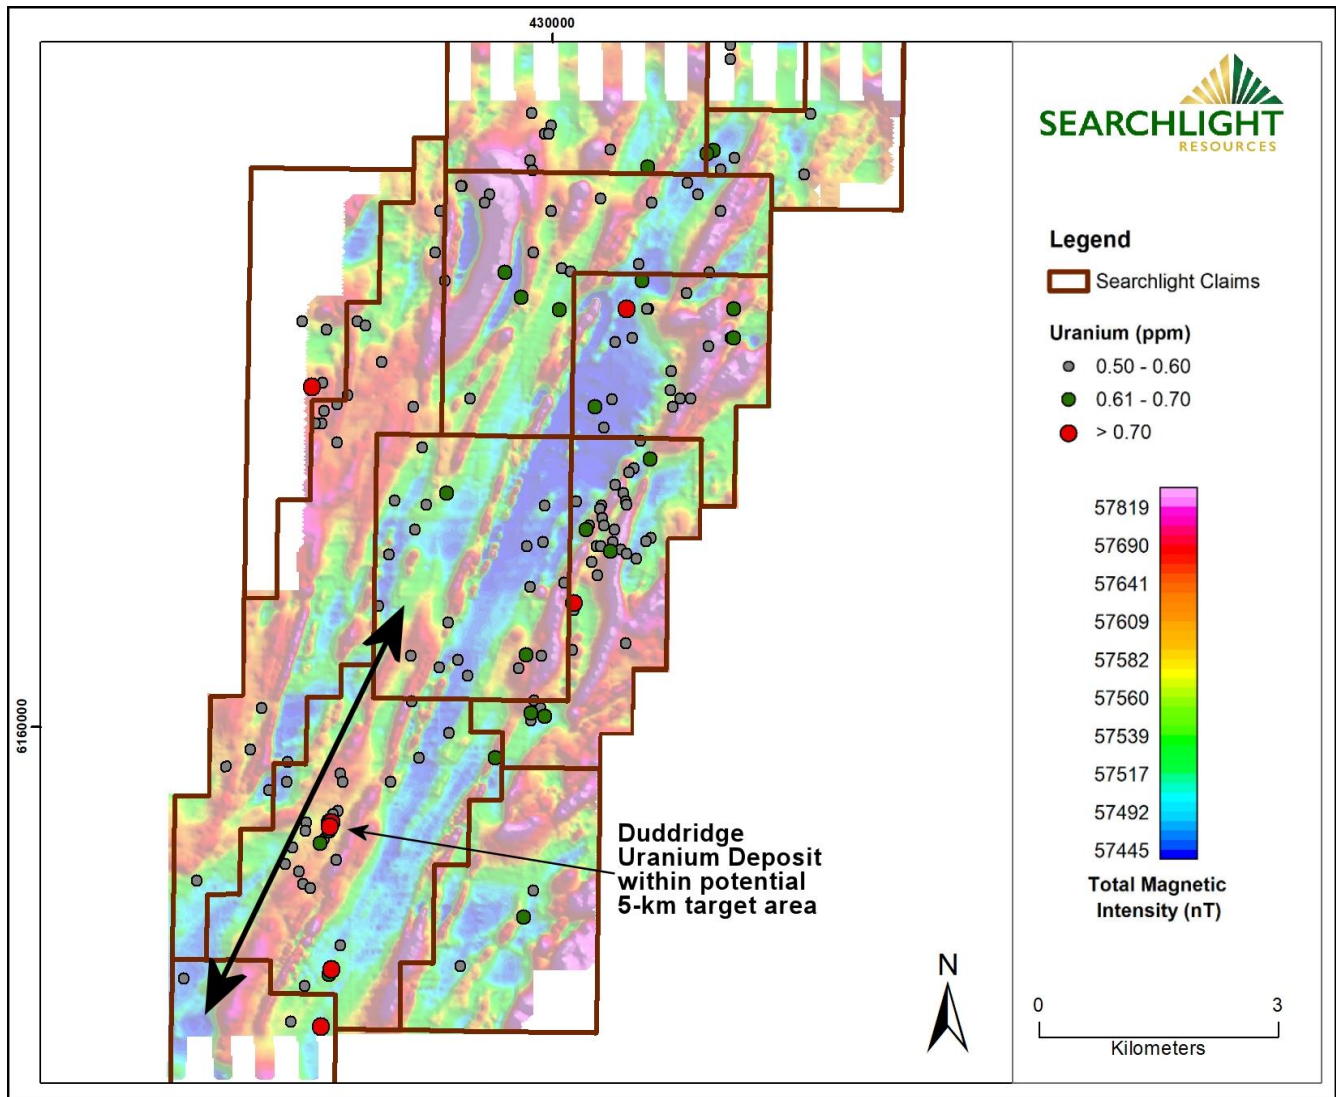 430000
6160000
Duddridge
Uranium Deposit
within potential
5-km target area
SEARCHLIGHT
RESOURCES
Legend
Searchlight Claims
Uranium (ppm)
0.50 - 0.60
0.61 - 0.70
> 0.70
57819
57690
57641
57609
57582
57560
57539
57517
57492
57445
Total Magnetic
Intensity (nT)
N
0 3
Kilometers